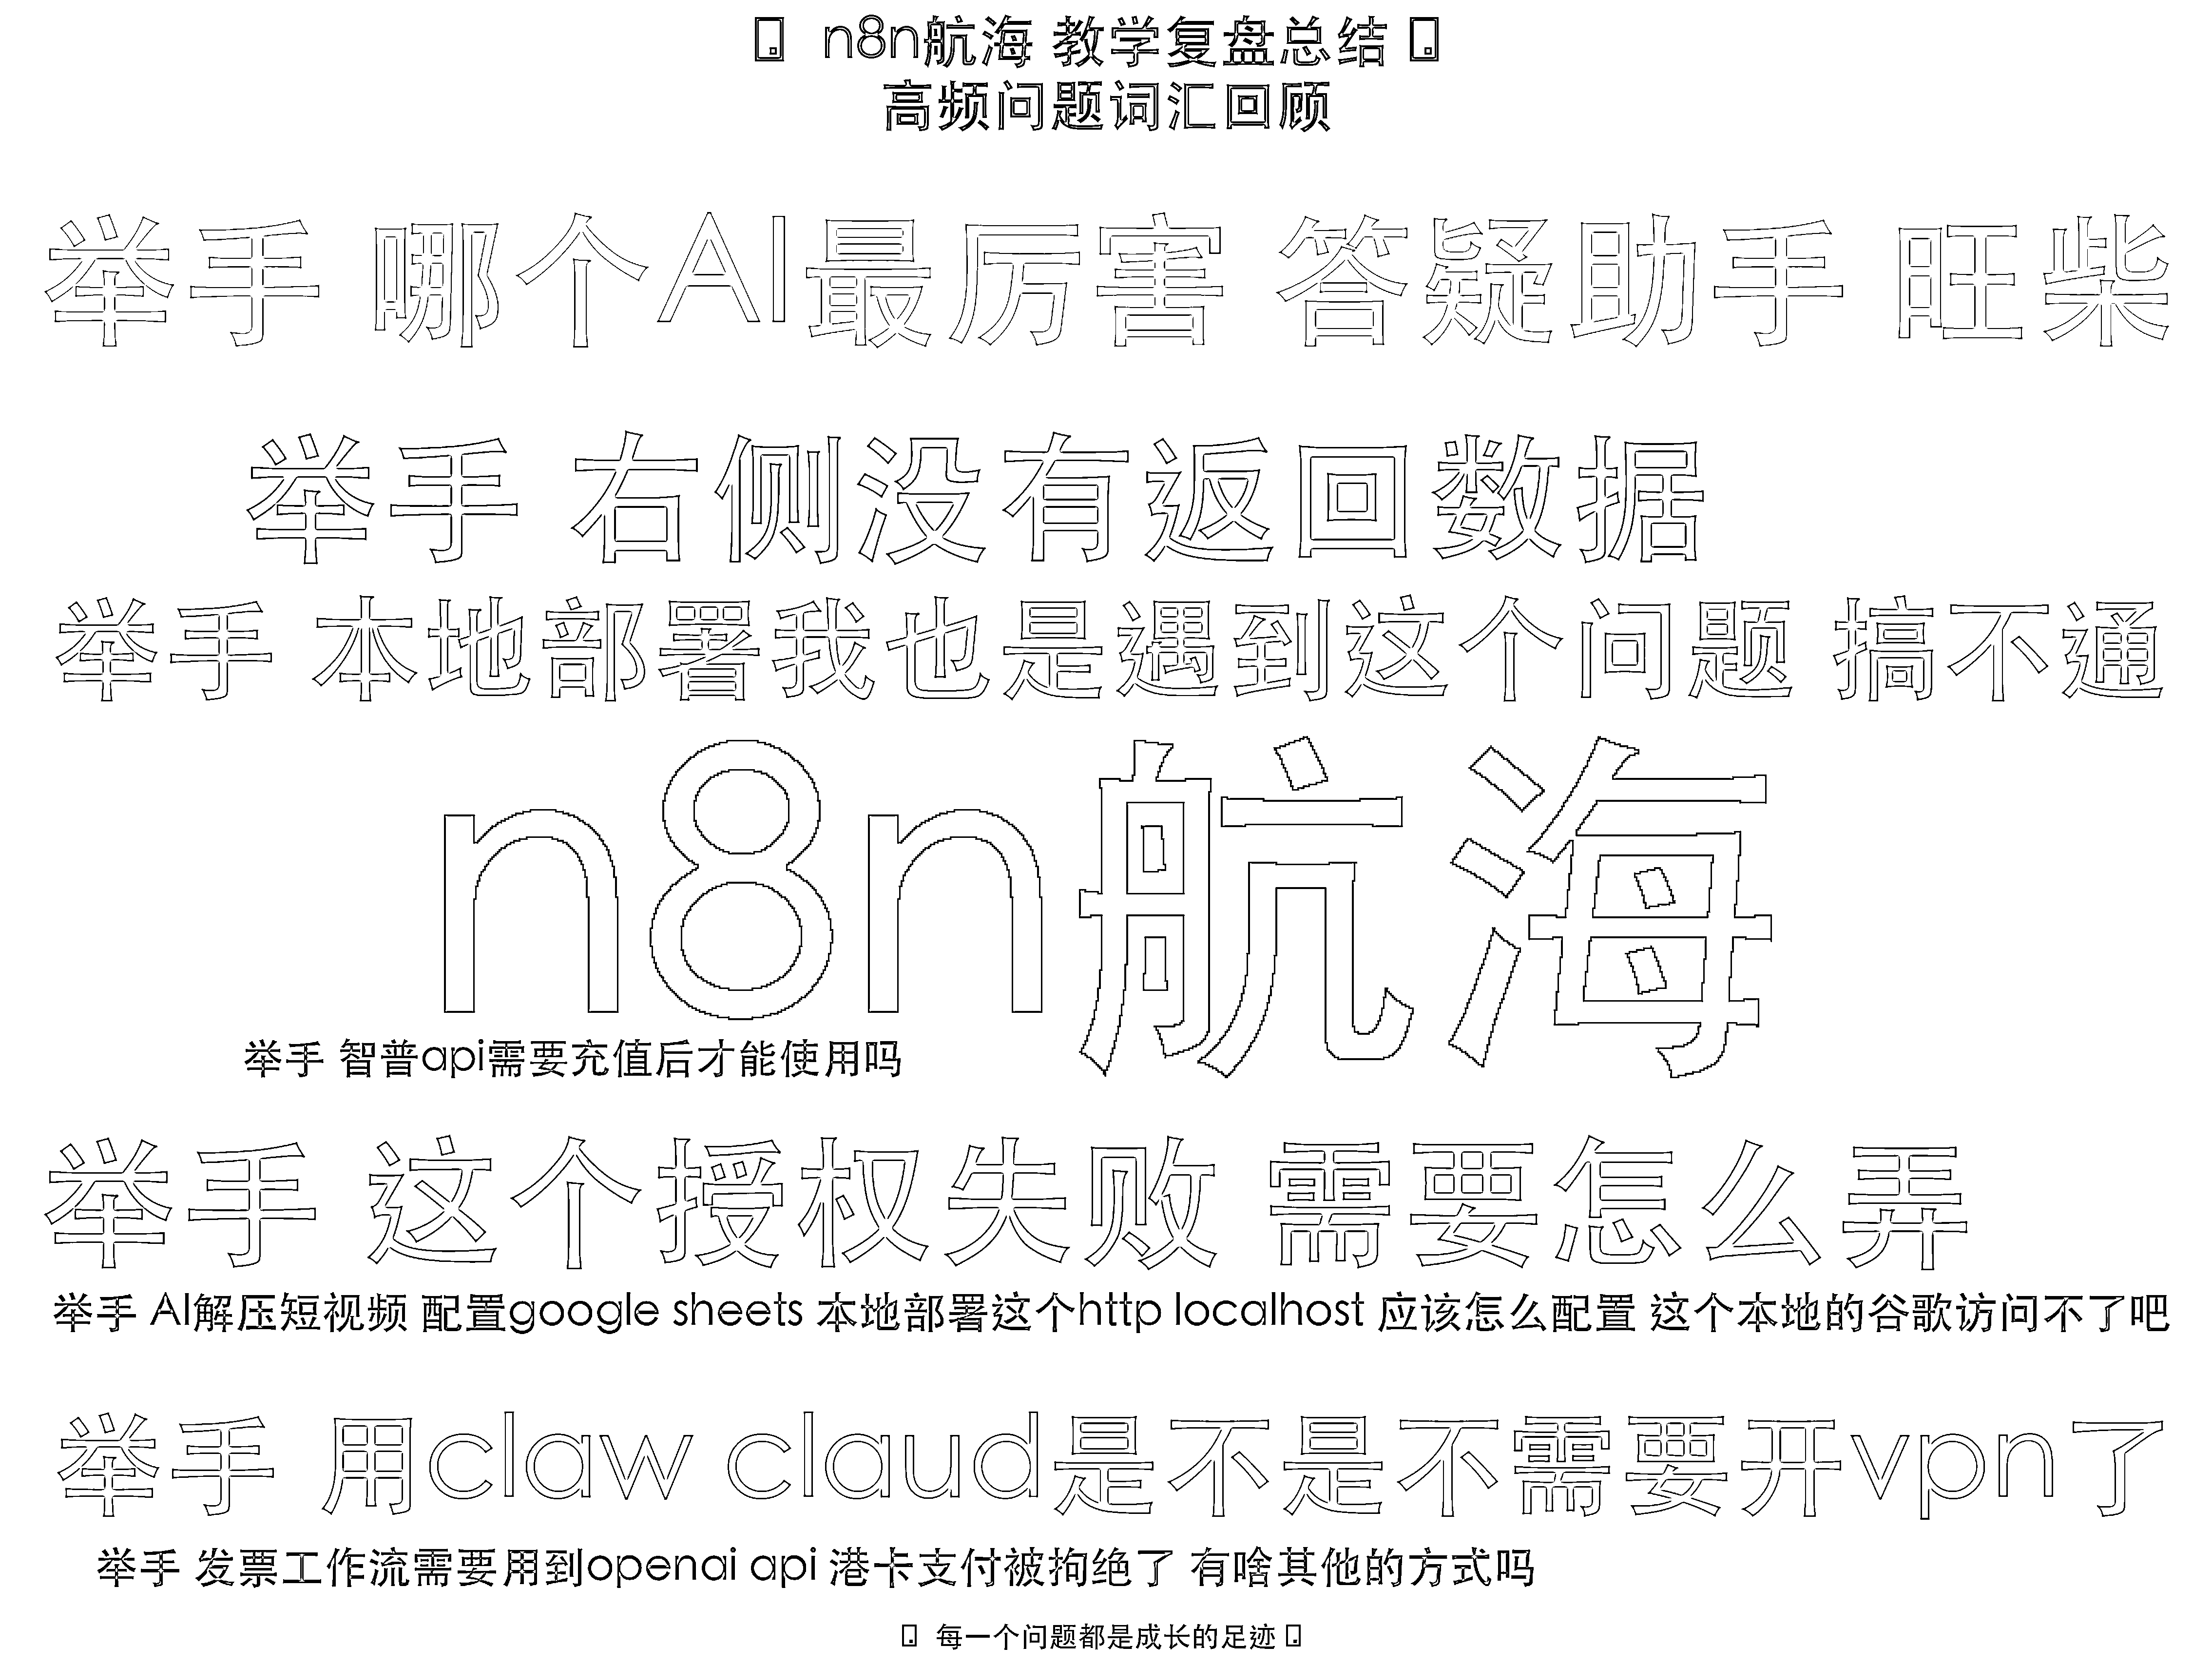 n8n航海 教学复盘总结
高频问题词汇回顾
举手 哪个AI最厉害 答疑助手 旺柴
举手 右侧没有返回数据
举手 本地部署我也是遇到这个问题 搞不通
n8n航海
举手 智普api需要充值后才能使用吗
举手 这个授权失败 需要怎么弄
举手 AI解压短视频 配置google sheets 本地部署这个http localhost 应该怎么配置 这个本地的谷歌访问不了吧
举手 用claw claud是不是不需要开vpn了
举手 发票工作流需要用到openai api 港卡支付被拘绝了 有啥其他的方式吗
每一个问题都是成长的足迹